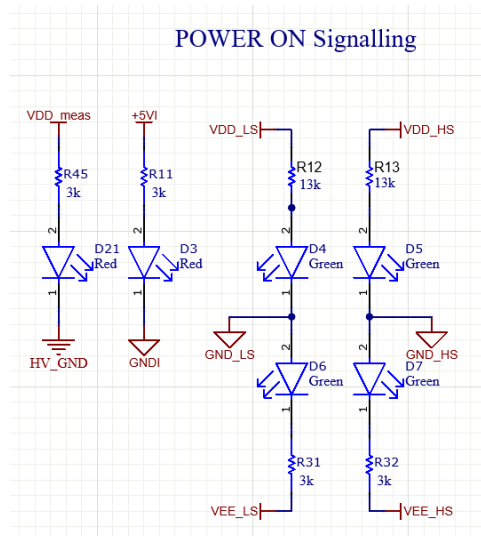 POWER ON Signalling
VDD_meas
+5VI
VDD_LS
VDD_HS
R45
3k
R11
3k
R12
13k
R13
13k
2
2
2
2
D21
Red
D3
Red
D4
Green
D5
Green
1
1
1
1
HV_GND
GNDI
GND_LS
GND_HS
2
2
D6
Green
D7
Green
1
1
R31
3k
R32
3k
VEE_LS
VEE_HS